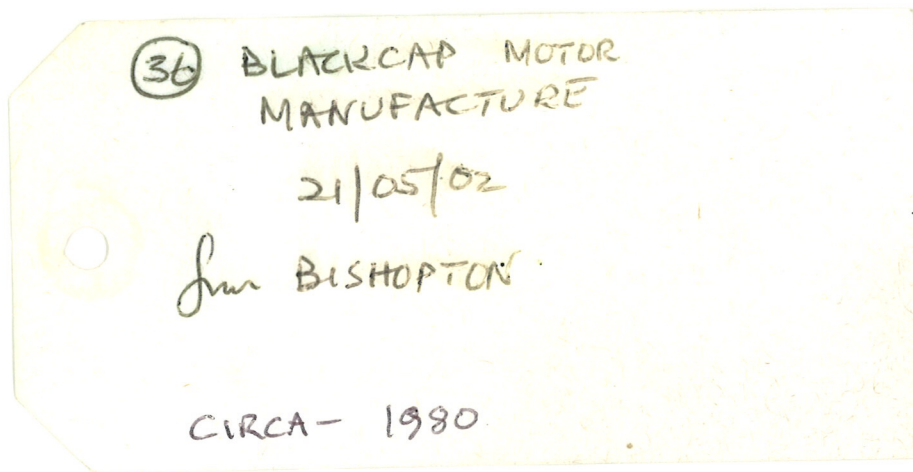 36 BLACKCAP MOTOR
MANUFACTURE
21/05/02
from BISHOPTON
CIRCA- 1980